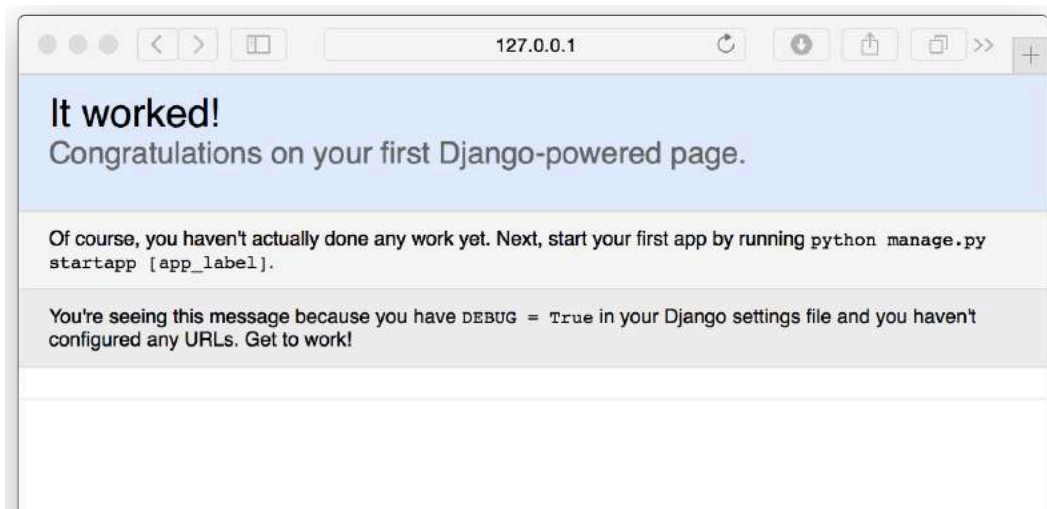 127.0.0.1
>>
It worked!
Congratulations on your first Django-powered page.
Of course, you haven't actually done any work yet. Next, start your first app by running python manage.py
startapp [app_label].
You're seeing this message because you have DEBUG = True in your Django settings file and you haven't
configured any URLs. Get to work!